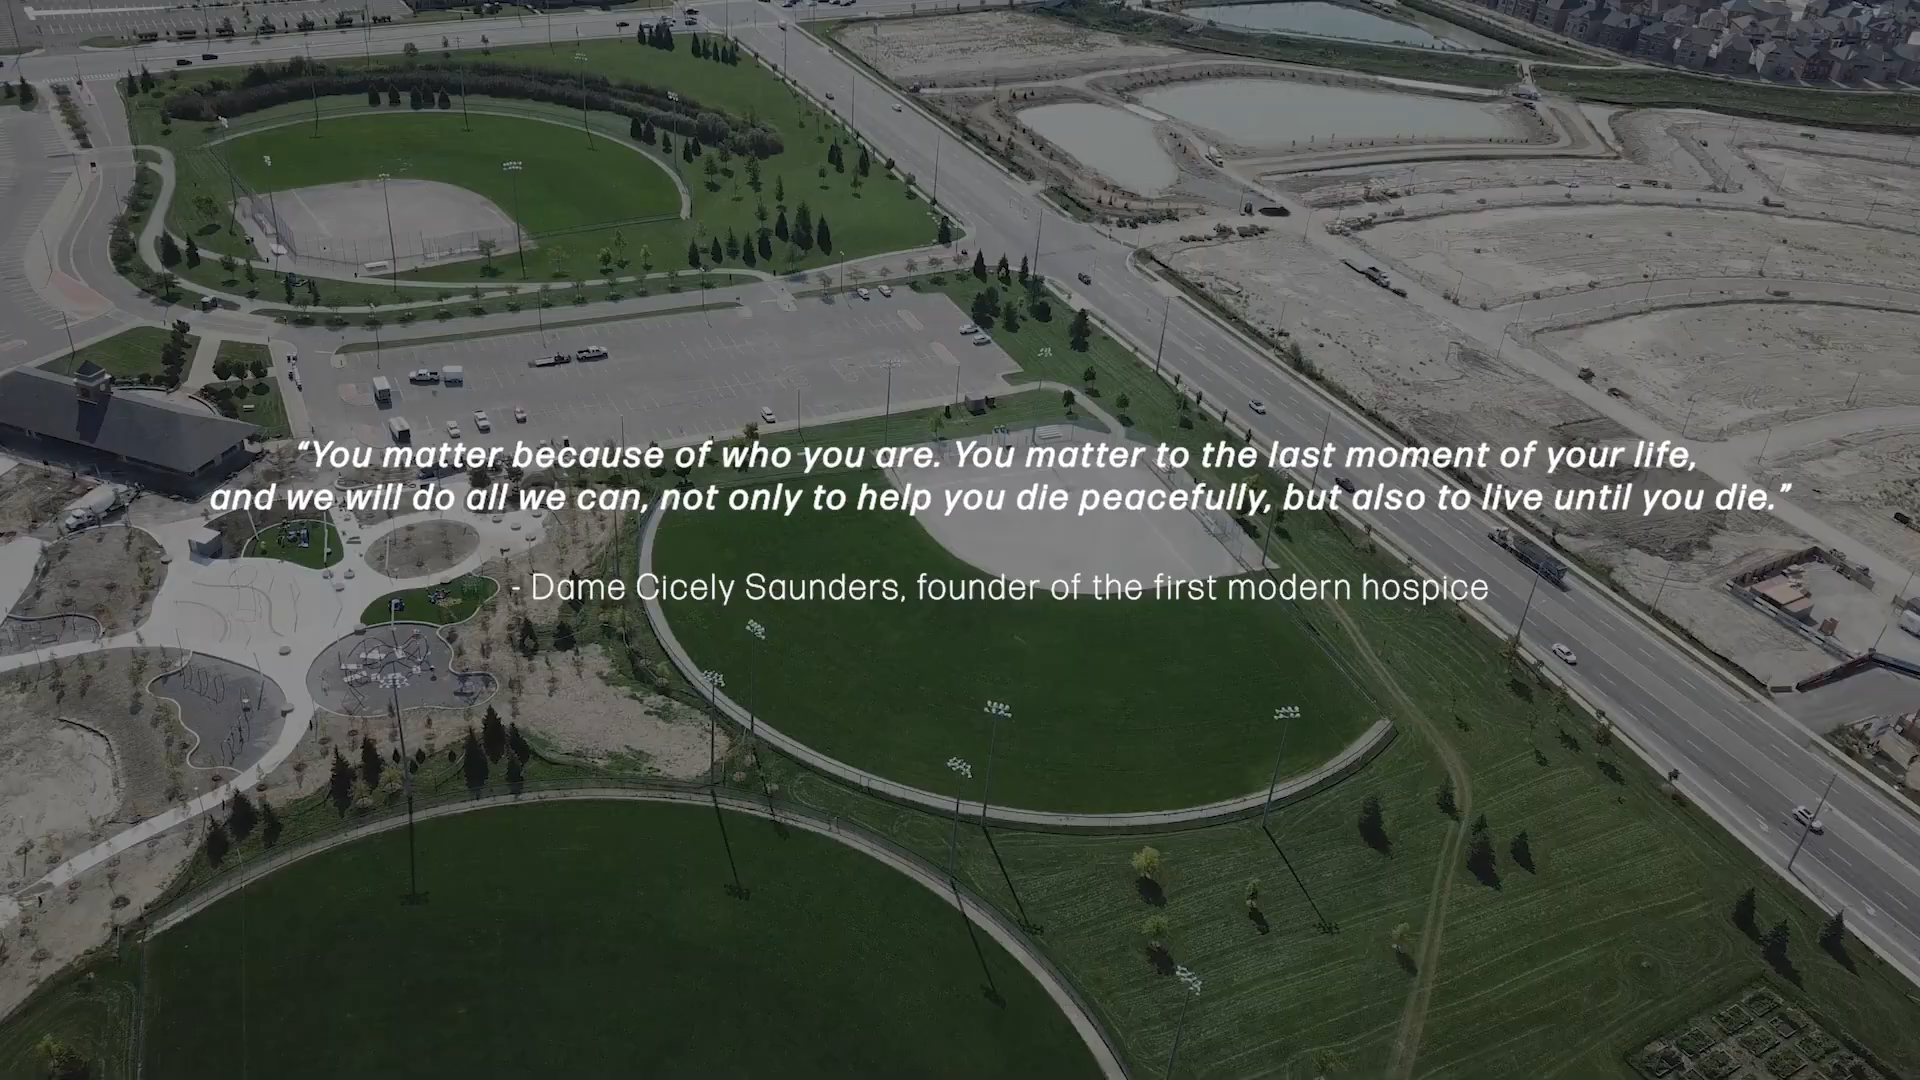 “You matter because of who you are. You matter to the last moment of your life,
and we will do all we can, not only to help you die peacefully, but also to live until you die.”
- Dame Cicely Saunders, founder of the first modern hospice